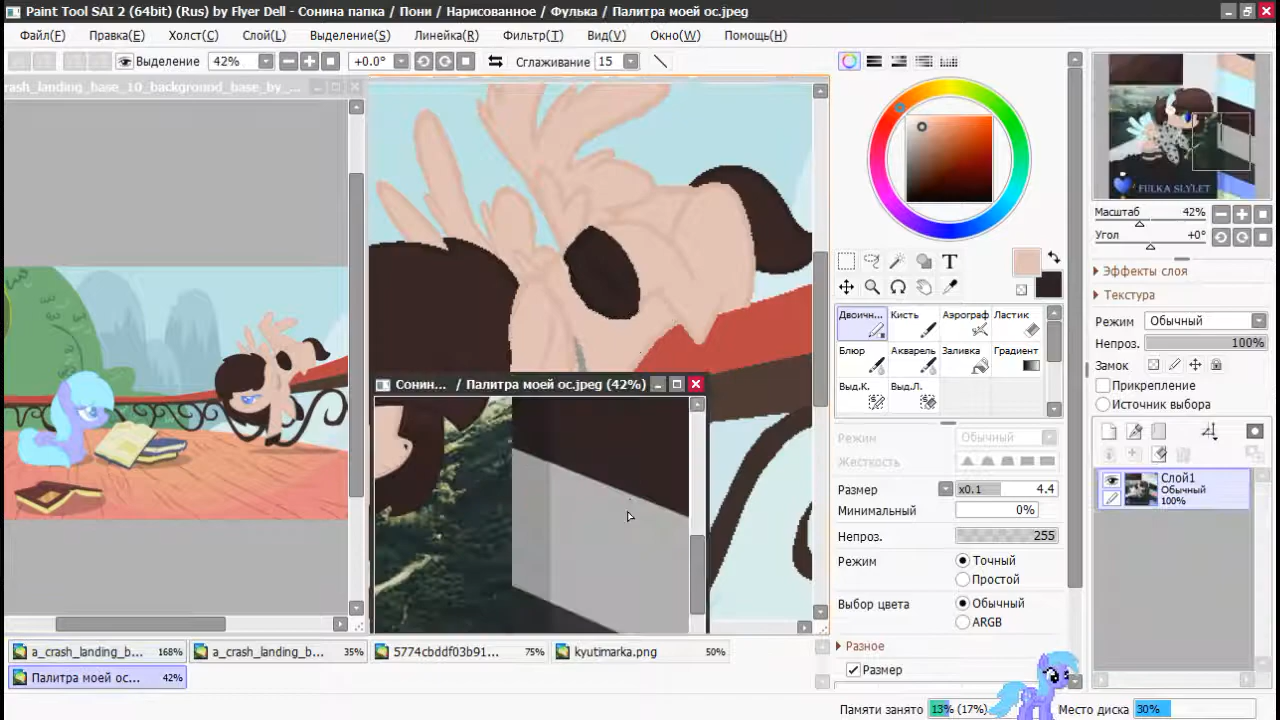 Paint Tool SAI 2 (64bit) (Rus) by Flyer Dell - Сонина папка / Пони / Нарисованное / Фулька / Палитра моей ос.jpeg
Файл(F) Правка(E) Холст(C) Слой(L) Выделение(S) Линейка(R) Фильтр(T) Вид(V) Окно(W) Помощь(H)
Выделение 42% +0.0° Сглаживание 15
rash_landing_base_10_background_base_by_...
FULKA SLYLET
Масштаб 42%
Угол +0°
Эффекты слоя
Текстура
Режим Обычный
Непроз. 100%
Замок
Прикрепление
Источник выбора
Слой1
Обычный
100%
T
Двоичн... Кисть Аэрограф Ластик
Блюр Акварель Заливка Градиент
Выд.К. Выд.Л.
Режим Обычный
Жесткость
Размер x0.1 4.4
Минимальный 0%
Непроз. 255
Режим Точный
Простой
Выбор цвета Обычный
ARGB
Разное
Размер
Сонин... / Палитра моей ос.jpeg (42%)
a_crash_landing_b... 168% a_crash_landing_b... 35% 5774cbddf03b91... 75% kyutimarka.png 50%
Палитра моей ос... 42%
Памяти занято 13% (17%) Место диска 30%